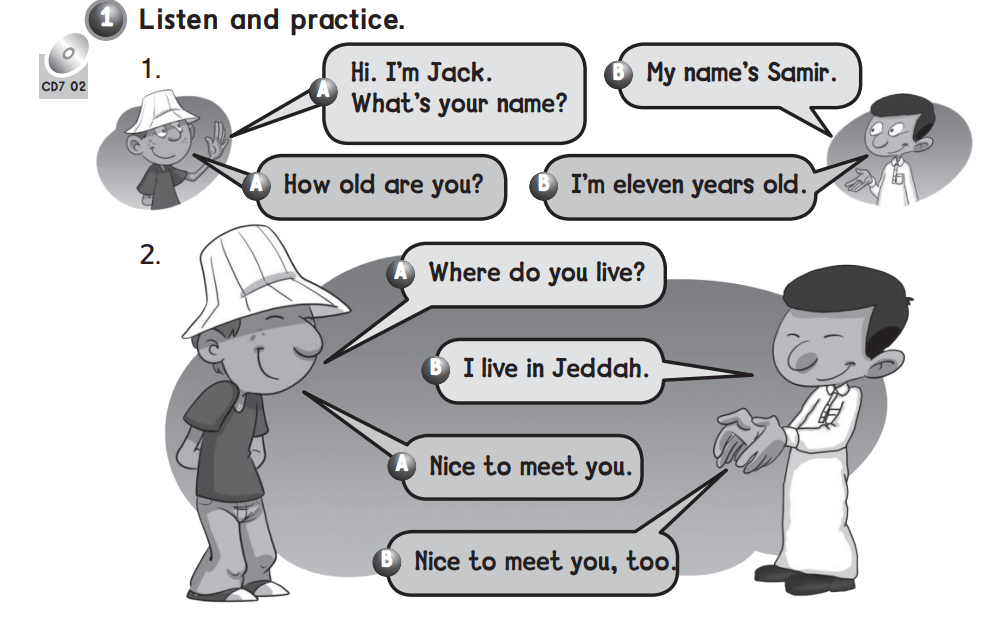 1 Listen and practice.
CD7 02
1.
A Hi. I'm Jack.
What's your name?
B My name's Samir.
A How old are you?
B I'm eleven years old.
2.
A Where do you live?
B I live in Jeddah.
A Nice to meet you.
B Nice to meet you, too.